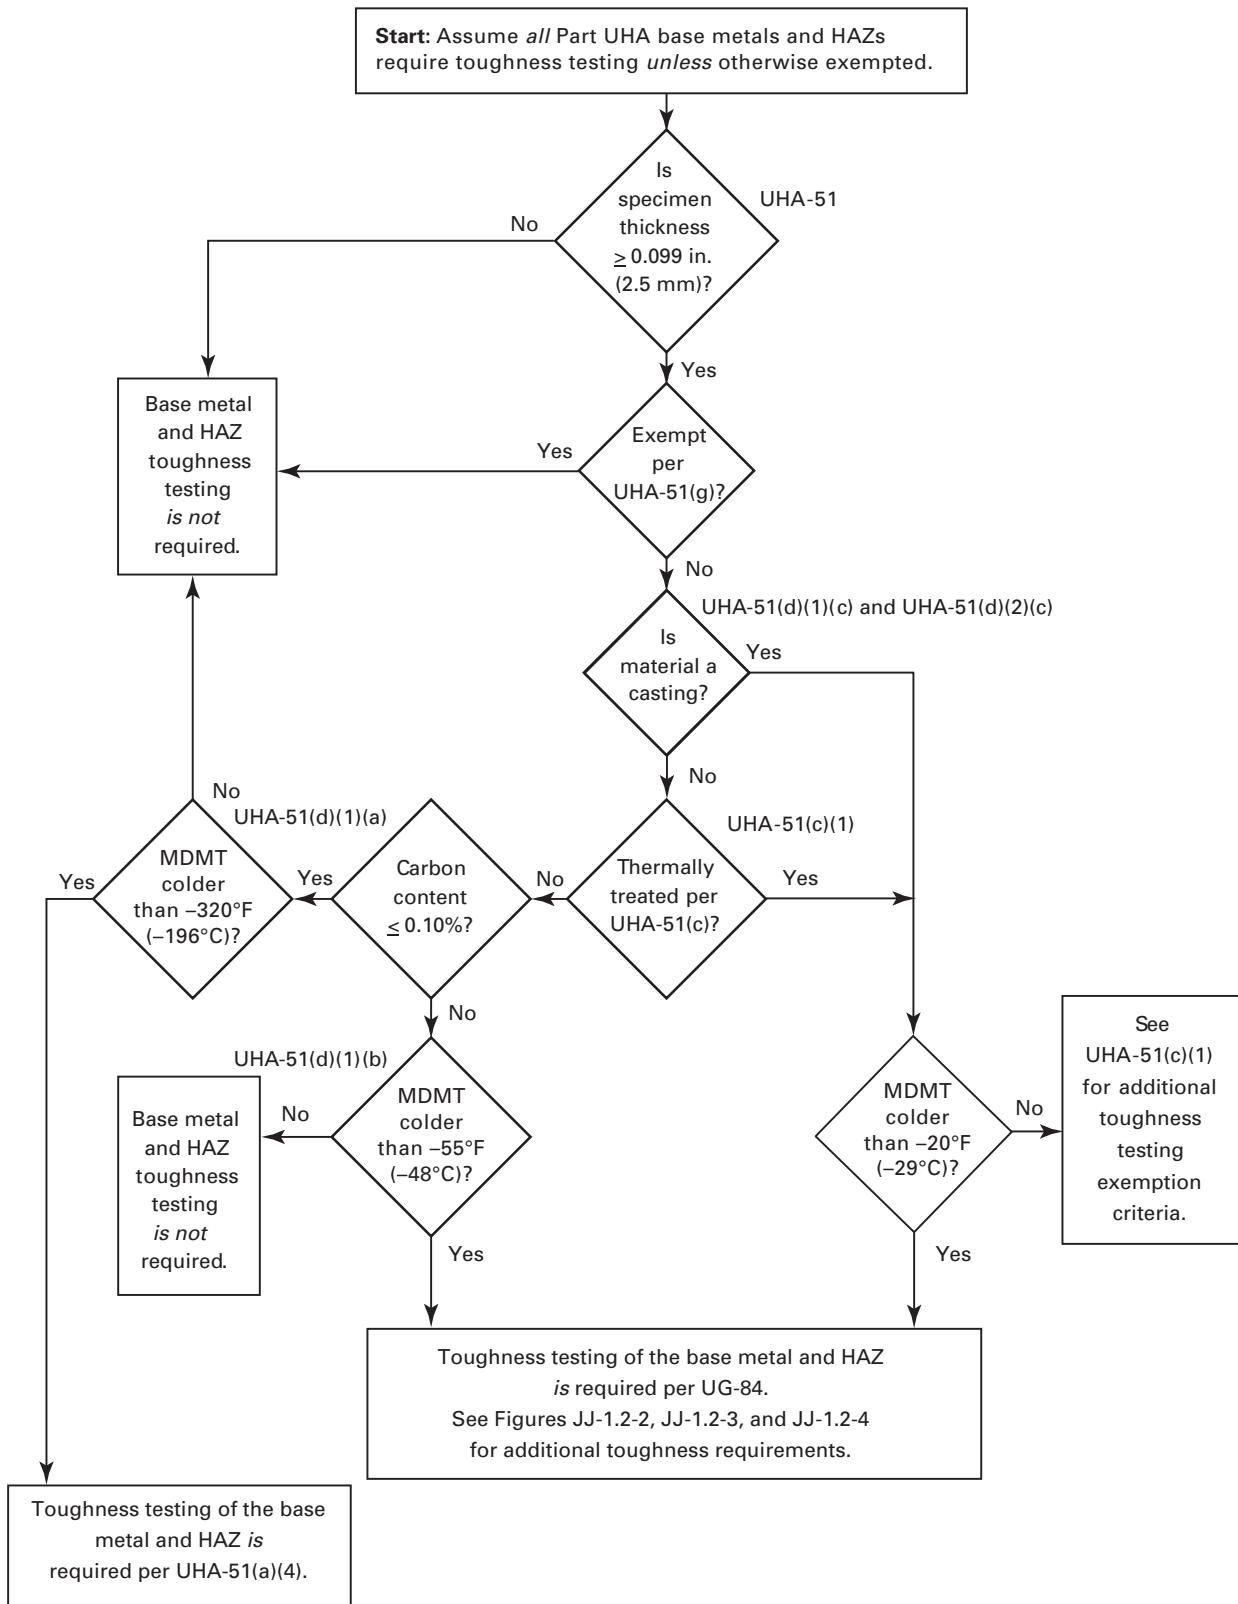 Start: Assume all Part UHA base metals and HAZs
require toughness testing unless otherwise exempted.
Is
specimen
thickness
≥ 0.099 in.
(2.5 mm)?
UHA-51
No
Yes
Base metal
and HAZ
toughness
testing
is not
required.
Yes
Exempt
per
UHA-51(g)?
No
UHA-51(d)(1)(c) and UHA-51(d)(2)(c)
Is
material a
casting?
Yes
No
No
UHA-51(d)(1)(a)
UHA-51(c)(1)
Yes
MDMT
colder
than –320°F
(–196°C)?
Yes
Carbon
content
≤ 0.10%?
No
Thermally
treated per
UHA-51(c)?
Yes
No
UHA-51(d)(1)(b)
Base metal
and HAZ
toughness
testing
is not
required.
No
MDMT
colder
than –55°F
(–48°C)?
Yes
MDMT
colder
than –20°F
(–29°C)?
No
Yes
See
UHA-51(c)(1)
for additional
toughness
testing
exemption
criteria.
Toughness testing of the base metal and HAZ
is required per UG-84.
See Figures JJ-1.2-2, JJ-1.2-3, and JJ-1.2-4
for additional toughness requirements.
Toughness testing of the base
metal and HAZ is
required per UHA-51(a)(4).